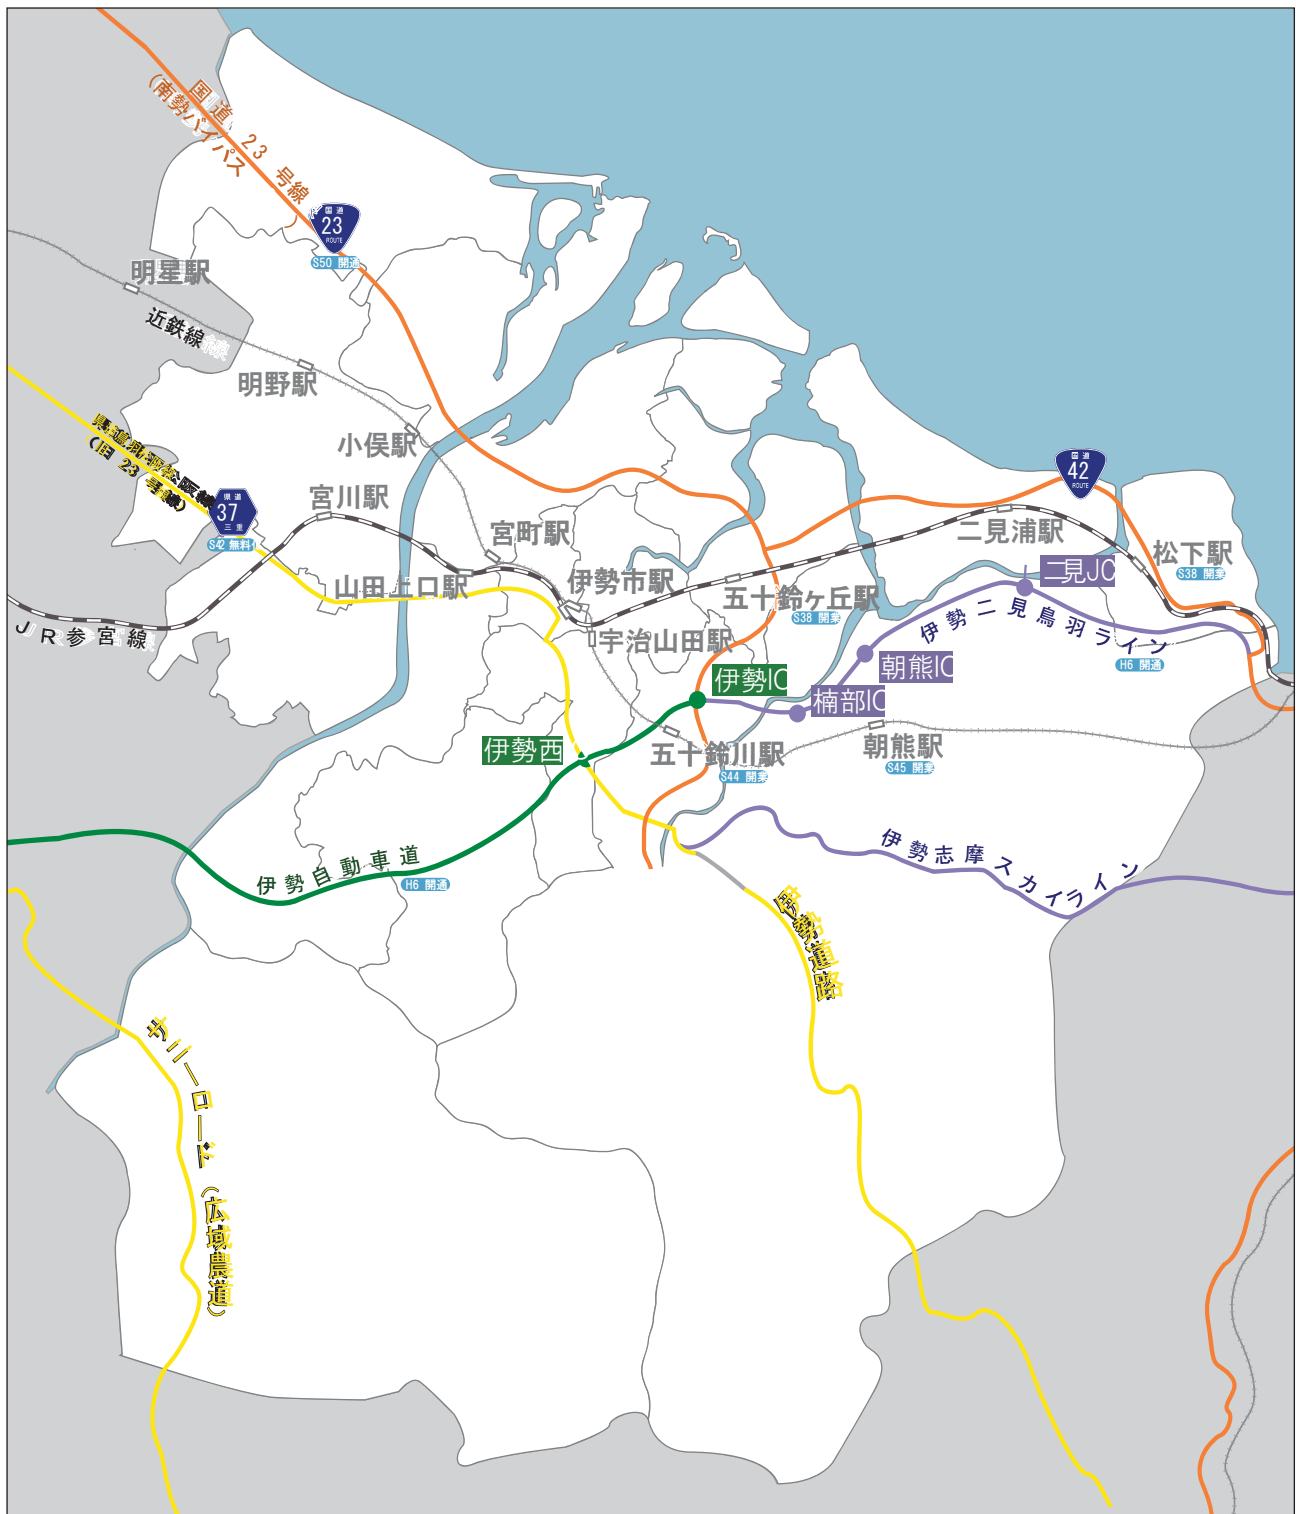 国道 23 号線
(南勢バイパス)
国道
23
ROUTE
S50 開通
明星駅
近鉄線
明野駅
小俣駅
県道鳥羽松阪線
(旧 23 号線)
県道
37
三重
S42 無料
宮川駅
宮町駅
山田上口駅
伊勢市駅
宇治山田駅
JR参宮線
五十鈴ヶ丘駅
S38 開業
二見浦駅
国道
42
ROUTE
松下駅
S38 開業
二見JC
伊勢二見鳥羽ライン
H6 開通
朝熊IC
楠部IC
伊勢IC
伊勢西
五十鈴川駅
S44 開業
朝熊駅
S45 開業
伊勢自動車道
H6 開通
伊勢志摩スカイライン
伊勢道路
サニーロード(広域農道)